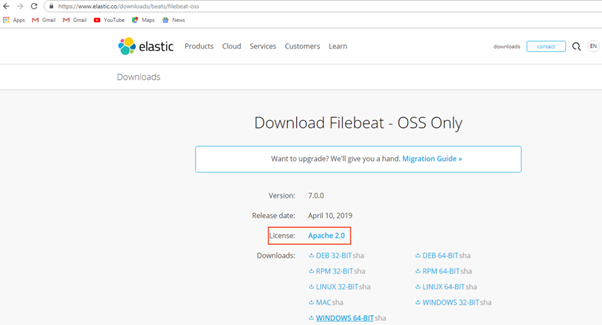 https://www.elastic.co/downloads/beats/filebeat-oss
Apps Gmail Gmail YouTube Maps News
elastic Products Cloud Services Customers Learn downloads contact EN
Downloads
Download Filebeat - OSS Only
Want to upgrade? We'll give you a hand. Migration Guide »
Version: 7.0.0
Release date: April 10, 2019
License: Apache 2.0
Downloads: DEB 32-BIT sha DEB 64-BIT sha
RPM 32-BIT sha RPM 64-BIT sha
LINUX 32-BIT sha LINUX 64-BIT sha
MAC sha WINDOWS 32-BIT sha
WINDOWS 64-BIT sha